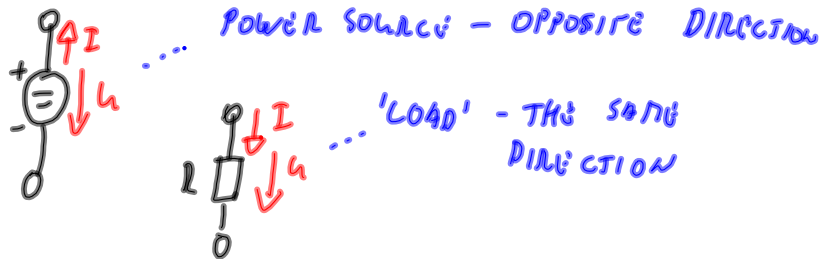 POWER SOURCE - OPPOSITE DIRECTION
I
+
U
-
'LOAD' - THE SAME
DIRECTION
I
R
U